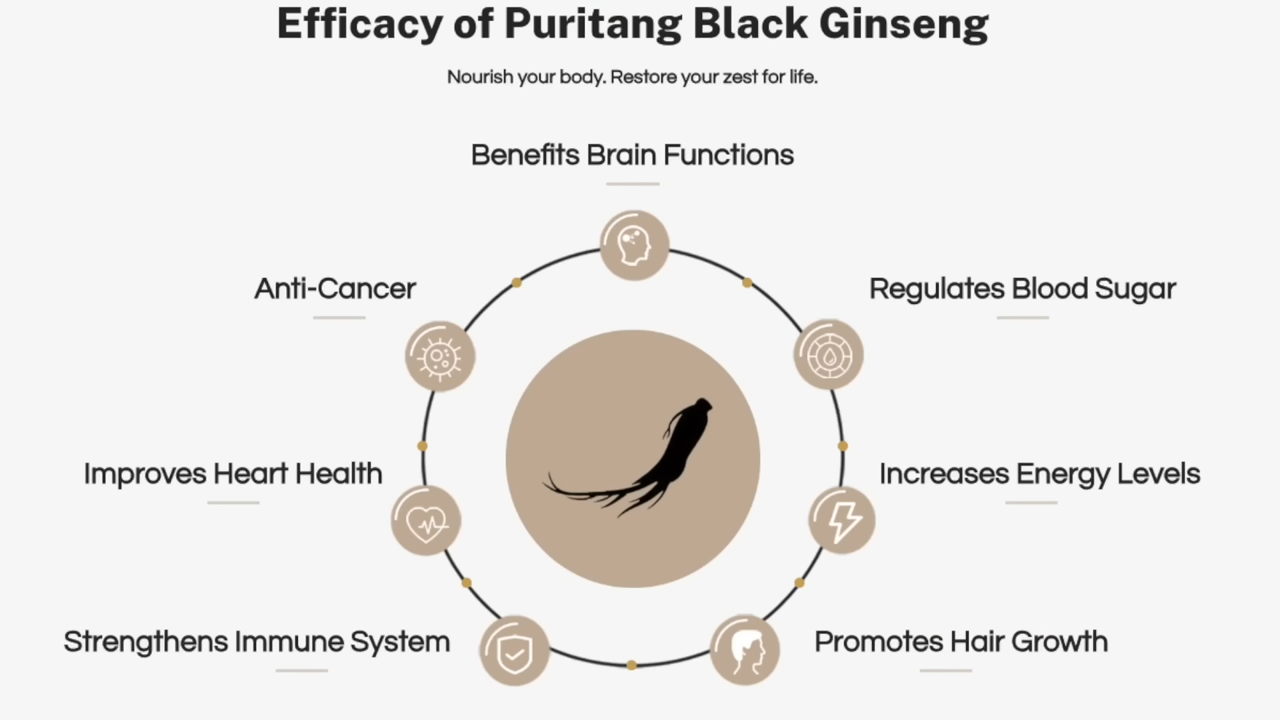 Efficacy of Puritang Black Ginseng
Nourish your body. Restore your zest for life.
Benefits Brain Functions
Anti-Cancer
Regulates Blood Sugar
Improves Heart Health
Increases Energy Levels
Strengthens Immune System
Promotes Hair Growth